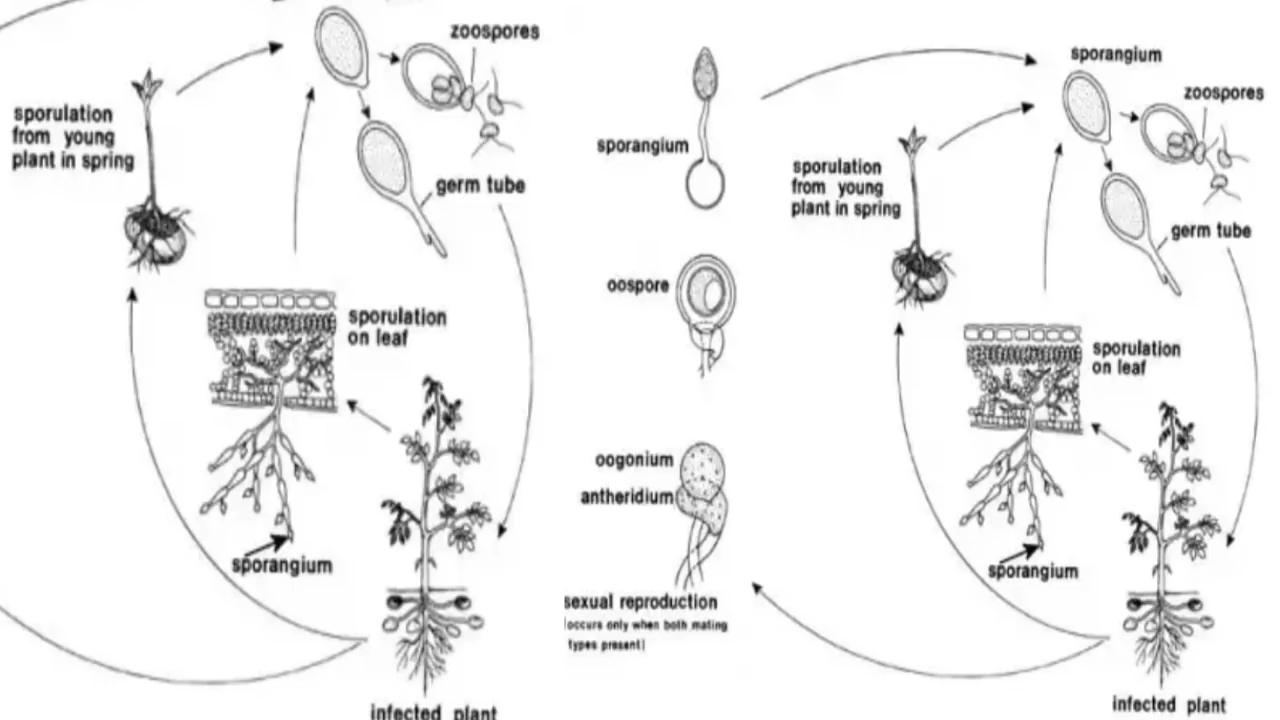 zoospores
sporulation
from young
plant in spring
germ tube
sporulation
on leaf
sporangium
infected plant
sporangium
oospore
oogonium
antheridium
sexual reproduction
occurs only when both mating
types present)
sporangium
zoospores
sporulation
from young
plant in spring
germ tube
sporulation
on leaf
sporangium
infected plant